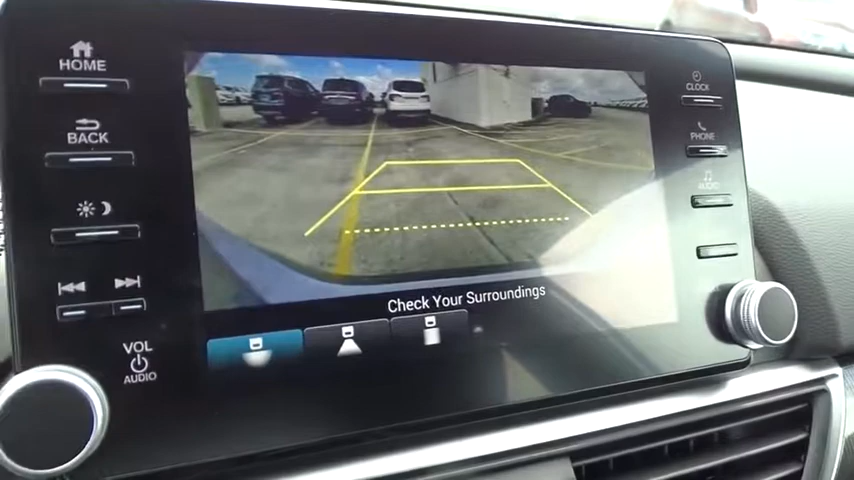 HOME
BACK
VOL
AUDIO
Check Your Surroundings
CLOCK
PHONE
AUDIO